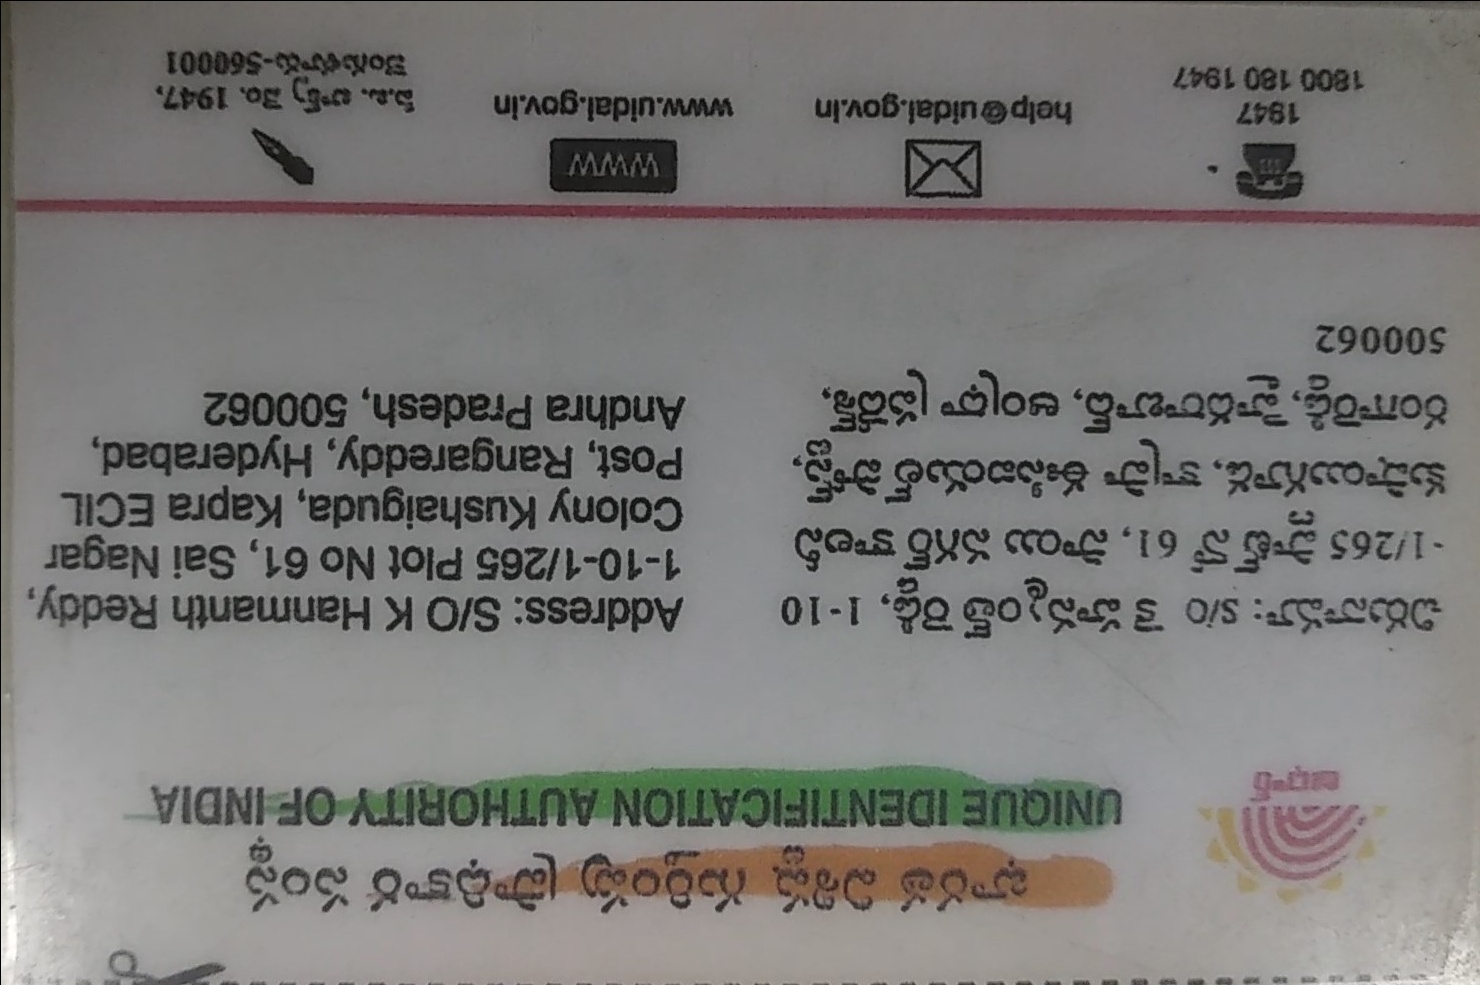 భారత విశిష్ట గుర్తింపు ప్రాధికార సంస్థ
UNIQUE IDENTIFICATION AUTHORITY OF INDIA
ఆధార్
చిరునామా: S/O కె హన్మంత్ రెడ్డి, 1-10
-1/265 ప్లాట్ నో 61, సాయి నగర్ కాలనీ
కుషాయిగూడ, కాప్రా ఈసిఐయల్ పోస్ట్,
రంగారెడ్డి, హైదరాబాద్, ఆంధ్రా ప్రదేశ్,
500062
Address: S/O K Hanmanth Reddy,
1-10-1/265 Plot No 61, Sai Nagar
Colony Kushaiguda, Kapra ECIL
Post, Rangareddy, Hyderabad,
Andhra Pradesh, 500062
1947
1800 180 1947
help@uidai.gov.in
WWW
www.uidai.gov.in
పి.ఒ. బాక్స్ నెం. 1947,
బెంగుళూరు-560001